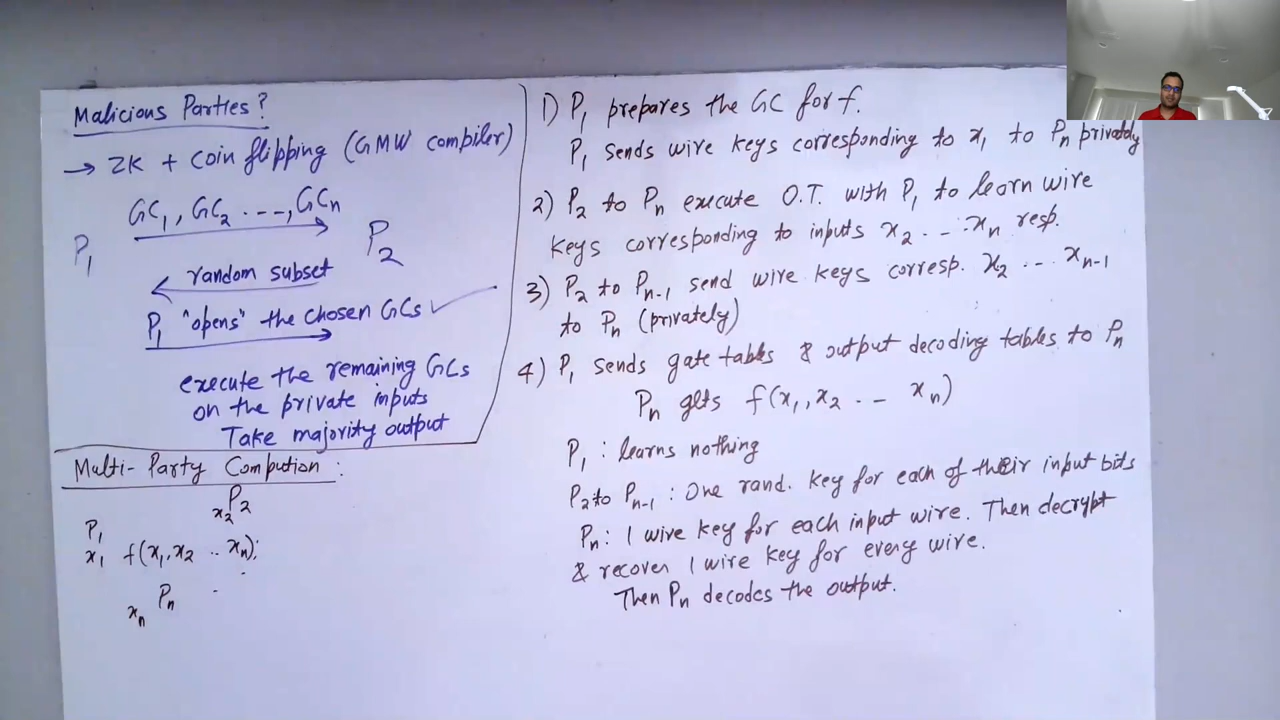 Malicious Parties?
→ ZK + Coin flipping (GMW compiler)
GC₁, GC₂ ---, GCn
P₁ P₂
random subset
P₁ "opens" the chosen GCs ✓
execute the remaining GCs
on the private inputs
Take majority output
Multi-Party Compution :
P₂
x₂
P₁
x₁ f(x₁, x₂ .. xn)
Pn
xn
1) P₁ prepares the GC for f.
P₁ sends wire keys corresponding to x₁ to Pn privately
2) P₂ to Pn execute O.T. with P₁ to learn wire
keys corresponding to inputs x₂ ... xn resp.
3) P₂ to Pn-1 send wire keys corresp. x₂ ... xn-1
to Pn (privately)
4) P₁ sends gate tables & output decoding tables to Pn
Pn gets f(x₁, x₂ .. xn)
P₁ : learns nothing
P₂ to Pn-1 : One rand. key for each of their input bits
Pn : 1 wire key for each input wire. Then decrypt
& recover 1 wire key for every wire.
Then Pn decodes the output.